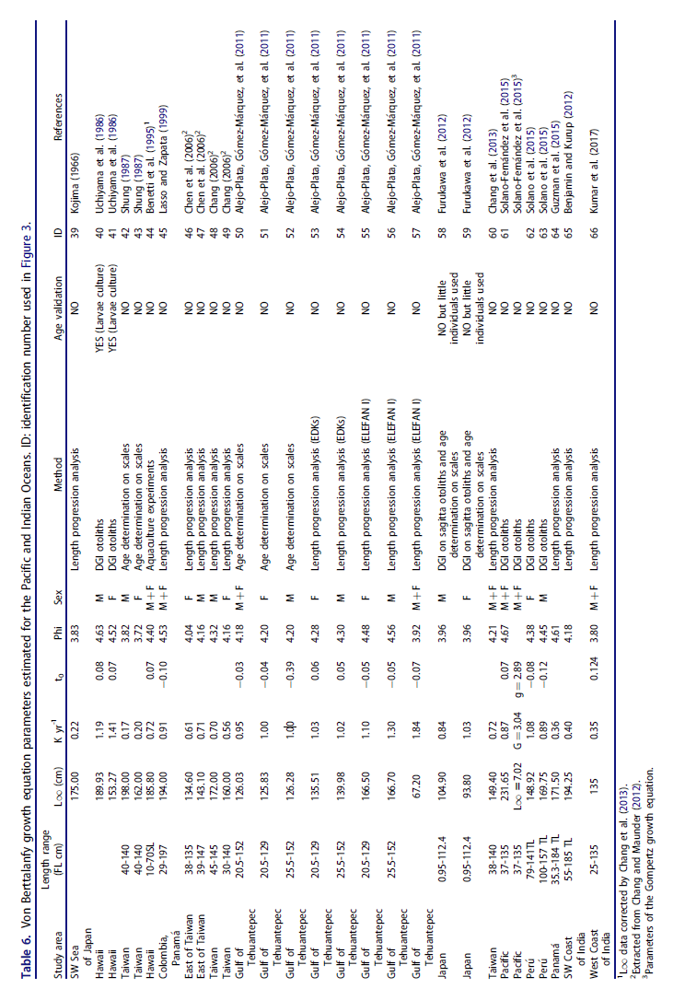 Table 6. Von Berttalanfy growth equation parameters estimated for the Pacific and Indian Oceans. ID: identification number used in Figure 3.
Study area Length range (FL cm) L∞ (cm) K yr⁻¹ t₀ Phi Sex Method Age validation ID References
SW Sea 175.00 0.22 3.83 Length progression analysis NO 39 Kojima (1966)
of Japan
Hawaii 189.93 1.19 0.08 4.63 M DGI otoliths YES (Larvae culture) 40 Uchiyama et al. (1986)
Hawaii 153.27 1.41 0.07 4.52 F DGI otoliths YES (Larvae culture) 41 Uchiyama et al. (1986)
Taiwan 40-140 198.00 0.17 3.82 M Age determination on scales NO 42 Shung (1987)
Taiwan 40-140 162.00 0.20 3.72 F Age determination on scales NO 43 Shung (1987)
Hawaii 10-70SL 185.80 0.72 0.07 4.40 M + F Aquaculture expeitments NO 44 Benetti et al. (1995)¹
Colombia, 29-197 194.00 0.91 −0.10 4.53 M + F Length progression analysis NO 45 Lasso and Zapata (1999)
Panamá
East of Taiwan 38-135 134.60 0.61 4.04 F Length progression analysis NO 46 Chen et al. (2006)²
East of Taiwan 39-147 143.10 0.71 4.16 M Length progression analysis NO 47 Chen et al. (2006)²
Taiwan 45-145 172.00 0.70 4.32 M Length progression analysis NO 48 Chang (2006)²
Taiwan 30-140 160.00 0.56 4.16 F Length progression analysis NO 49 Chang (2006)²
Gulf of 20.5-152 126.03 0.95 −0.03 4.18 M + F Age determination on scales NO 50 Alejo-Plata, Gómez-Márquez, et al. (2011)
Tehuantepec
Gulf of 20.5-129 125.83 1.00 −0.04 4.20 F Age determination on scales NO 51 Alejo-Plata, Gómez-Márquez, et al. (2011)
Tehuantepec
Gulf of 25.5-152 126.28 1.00 −0.39 4.20 M Age determination on scales NO 52 Alejo-Plata, Gómez-Márquez, et al. (2011)
Tehuantepec
Gulf of 20.5-129 135.51 1.03 0.06 4.28 F Length progression analysis (EDKs) NO 53 Alejo-Plata, Gómez-Márquez, et al. (2011)
Tehuantepec
Gulf of 25.5-152 139.98 1.02 0.05 4.30 M Length progression analysis (EDKs) NO 54 Alejo-Plata, Gómez-Márquez, et al. (2011)
Tehuantepec
Gulf of 20.5-129 166.50 1.10 −0.05 4.48 F Length progression analysis (ELEFAN I) NO 55 Alejo-Plata, Gómez-Márquez, et al. (2011)
Tehuantepec
Gulf of 25.5-152 166.70 1.30 −0.05 4.56 M Length progression analysis (ELEFAN I) NO 56 Alejo-Plata, Gómez-Márquez, et al. (2011)
Tehuantepec
Gulf of 67.20 1.84 −0.07 3.92 M + F Length progression analysis (ELEFAN I) NO 57 Alejo-Plata, Gómez-Márquez, et al. (2011)
Tehuantepec
Japan 0.95-112.4 104.90 0.84 3.96 M DGI on sagitta otoliths and age NO but little 58 Furukawa et al. (2012)
determination on scales individuals used
Japan 0.95-112.4 93.80 1.03 3.96 F DGI on sagitta otoliths and age NO but little 59 Furukawa et al. (2012)
determination on scales individuals used
Taiwan 38-140 149.40 0.72 4.21 M + F Length progression analysis NO 60 Chang et al. (2013)
Pacific 37-135 231.65 0.87 0.07 4.67 M + F DGI otoliths NO 61 Solano-Fernández et al. (2015)
Pacific 37-135 L∞ = 7.02 G = 3.04 g = 2.89 M + F DGI otoliths NO Solano-Fernández et al. (2015)³
Perú 79-141TL 148.92 1.08 −0.08 4.38 F DGI otoliths NO 62 Solano et al. (2015)
Perú 100-157 TL 169.75 0.89 −0.12 4.45 M DGI otoliths NO 63 Solano et al. (2015)
Panamá 35.3-184 TL 171.50 0.36 4.61 Length progression analysis NO 64 Guzman et al. (2015)
SW Coast 55-185 TL 194.25 0.40 4.18 Length progression analysis NO 65 Benjamin and Kurup (2012)
of India
West Coast 25-135 135 0.35 0.124 3.80 M + F Length progression analysis NO 66 Kumar et al. (2017)
of India
¹L∞ data corrected by Chang et al. (2013).
²Extracted from Chang and Maunder (2012).
³Parameters of the Gompertz growth equation.